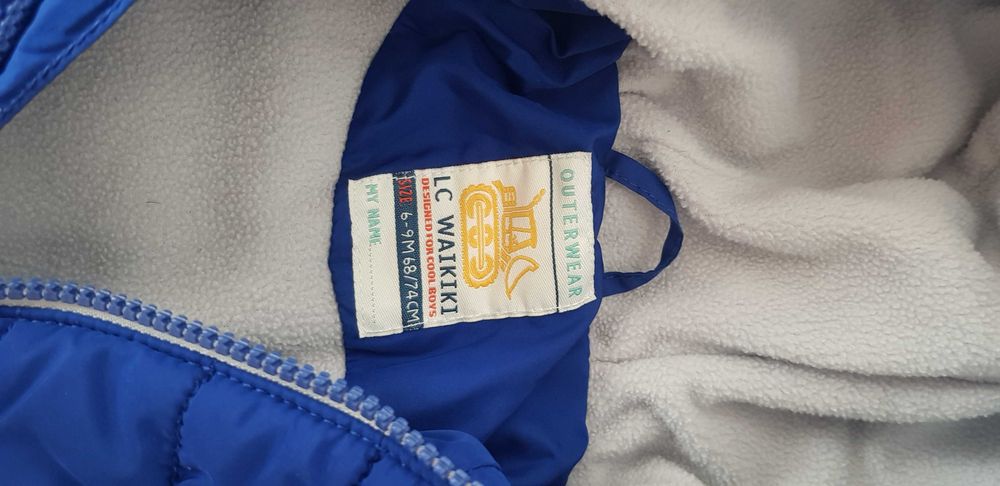 OUTERWEAR
LC WAIKIKI
DESIGNED FOR COOL BOYS
SIZE 6-9M 68/74CM
MY NAME...............